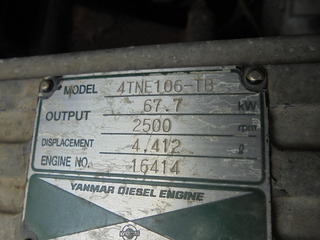 MODEL 4TNE106-TB
OUTPUT 67.7 kW
2500 rpm
DISPLACEMENT 4.412 ℓ
ENGINE NO. 16414
YANMAR DIESEL ENGINE